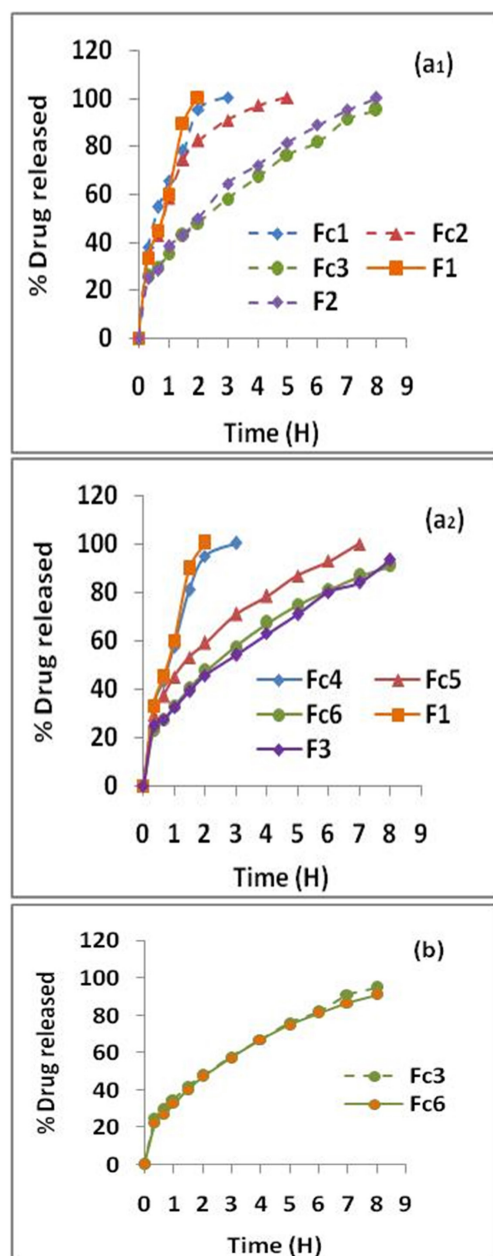 (a1)
120
100
80
60
40
20
0
% Drug released
Fc1 Fc2
Fc3 F1
F2
0 1 2 3 4 5 6 7 8 9
Time (H)
(a2)
120
100
80
60
40
20
0
% Drug released
Fc4 Fc5
Fc6 F1
F3
0 1 2 3 4 5 6 7 8 9
Time (H)
(b)
120
100
80
60
40
20
0
% Drug released
Fc3
Fc6
0 1 2 3 4 5 6 7 8 9
Time (H)